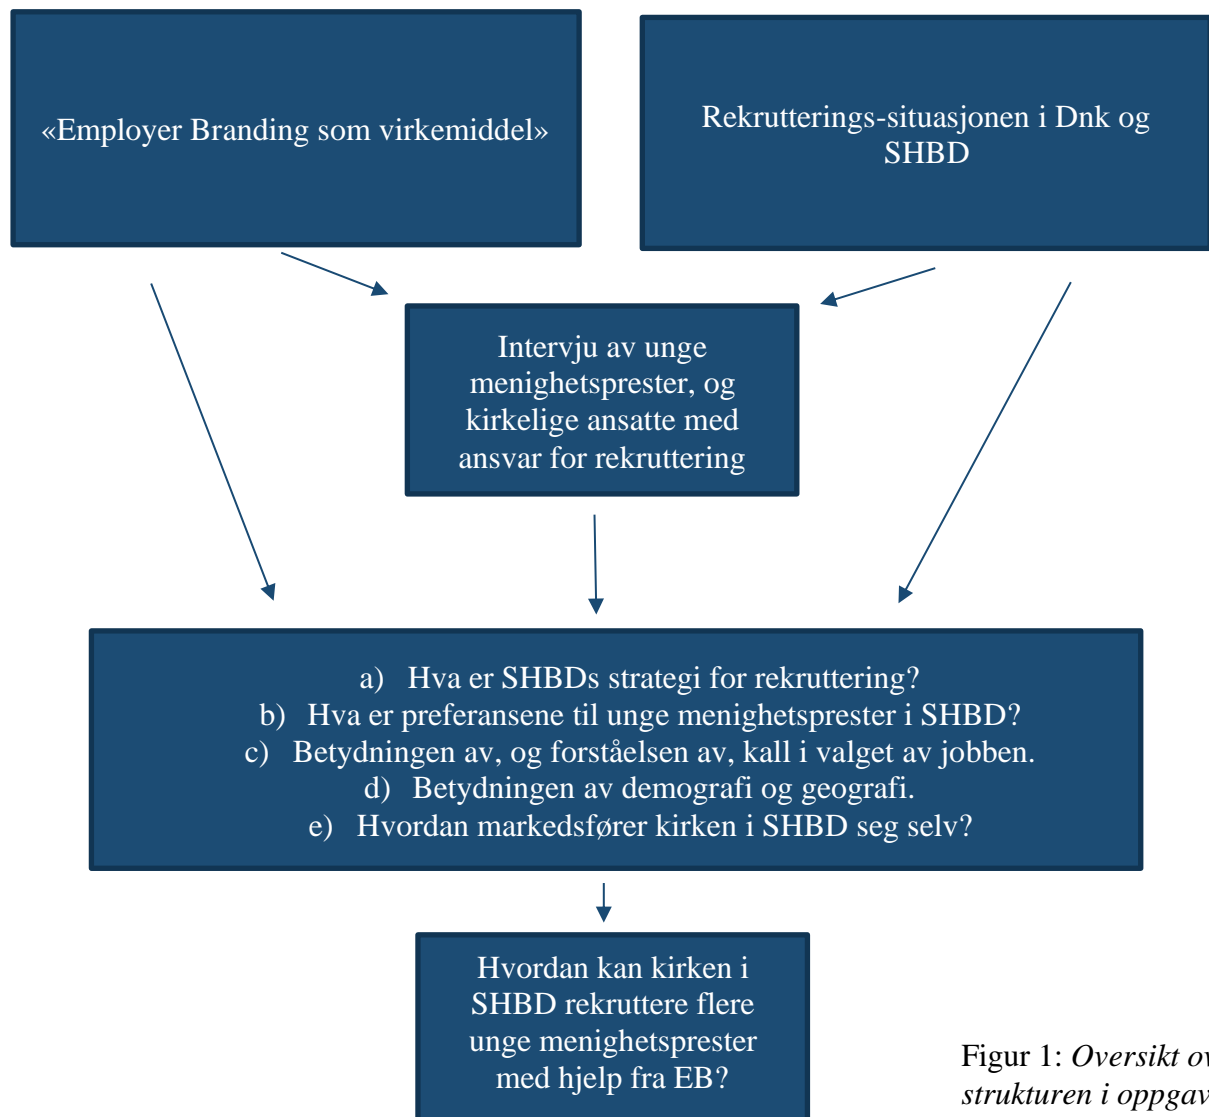 «Employer Branding som virkemiddel»
Rekrutterings-situasjonen i Dnk og
SHBD
Intervju av unge
menighetsprester, og
kirkelige ansatte med
ansvar for rekruttering
a) Hva er SHBDs strategi for rekruttering?
b) Hva er preferansene til unge menighetsprester i SHBD?
c) Betydningen av, og forståelsen av, kall i valget av jobben.
d) Betydningen av demografi og geografi.
e) Hvordan markedsfører kirken i SHBD seg selv?
Hvordan kan kirken i
SHBD rekruttere flere
unge menighetsprester
med hjelp fra EB?
Figur 1: Oversikt ov
strukturen i oppgav